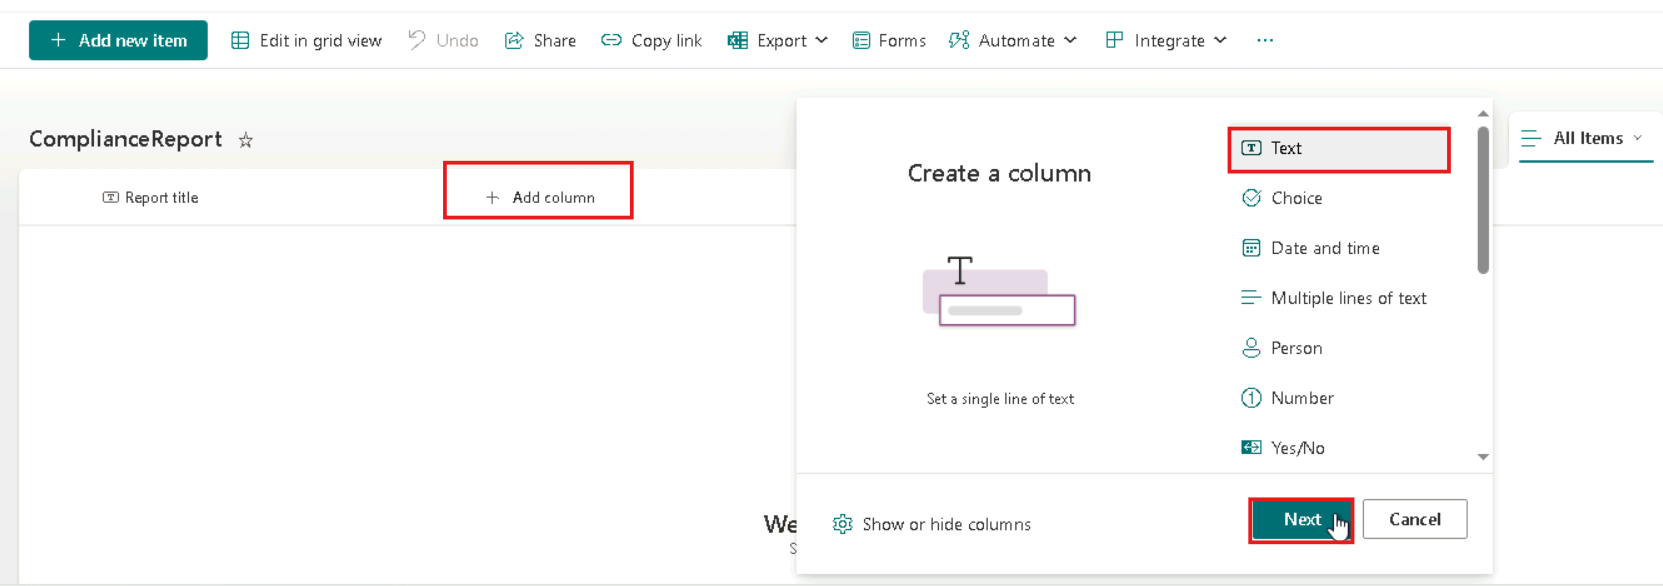 + Add new item Edit in grid view Undo Share Copy link Export Forms Automate Integrate ...
ComplianceReport
All Items
Report title
+ Add column
Create a column
T
Set a single line of text
Text
Choice
Date and time
Multiple lines of text
Person
Number
Yes/No
We
S
Show or hide columns
Next
Cancel